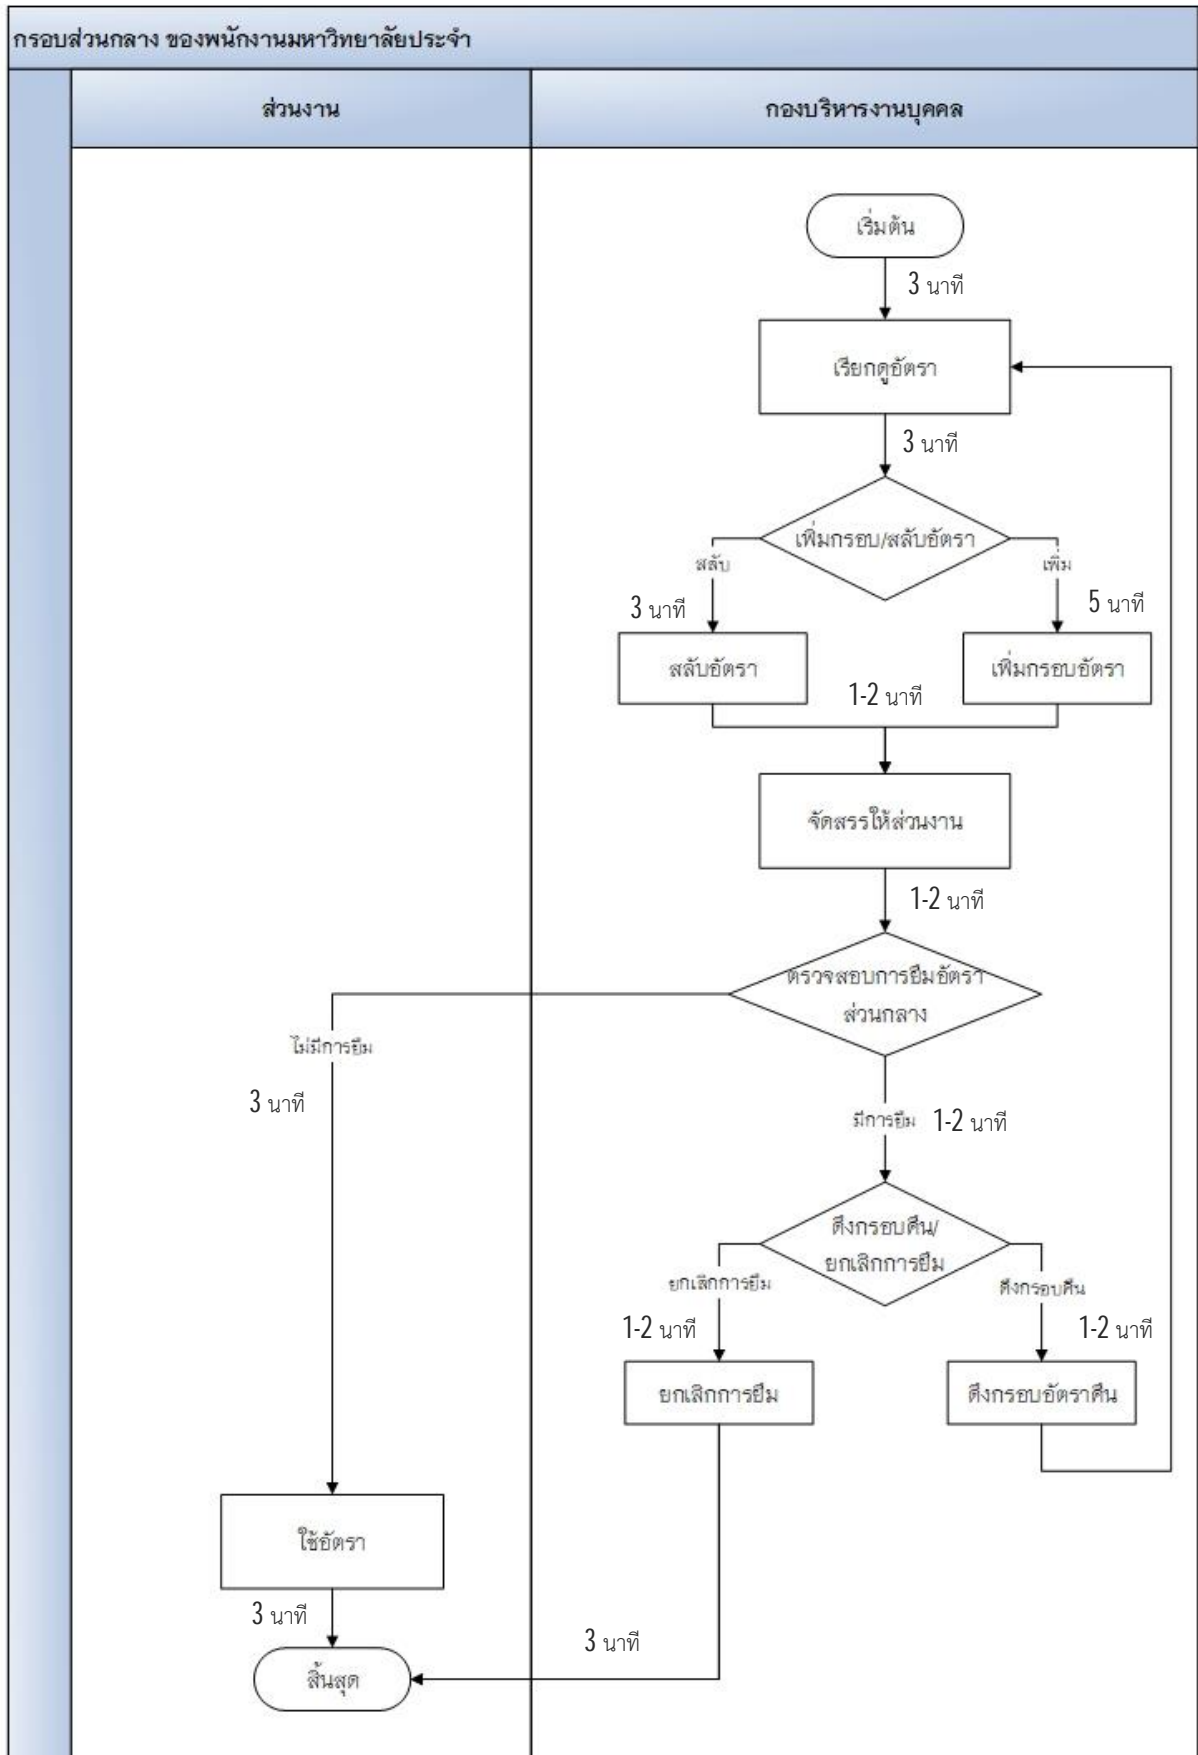 กรอบส่วนกลาง ของพนักงานมหาวิทยาลัยประจำ
ส่วนงาน
กองบริหารงานบุคคล
เริ่มต้น
3 นาที
เรียกดูอัตรา
3 นาที
เพิ่มกรอบ/สลับอัตรา
สลับ
เพิ่ม
3 นาที
5 นาที
สลับอัตรา
เพิ่มกรอบอัตรา
1-2 นาที
จัดสรรให้ส่วนงาน
1-2 นาที
ตรวจสอบการยืมอัตรา
ส่วนกลาง
ไม่มีการยืม
3 นาที
มีการยืม
1-2 นาที
ดึงกรอบคืน/
ยกเลิกการยืม
ยกเลิกการยืม
ดึงกรอบคืน
1-2 นาที
1-2 นาที
ยกเลิกการยืม
ดึงกรอบอัตราคืน
ใช้อัตรา
3 นาที
3 นาที
สิ้นสุด